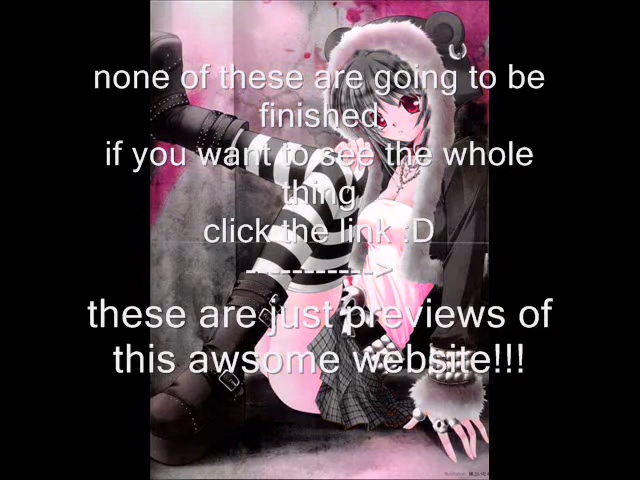 none of these are going to be
finished
if you want to see the whole
thing
click the link :D
----------->
these are just previews of
this awsome website!!!